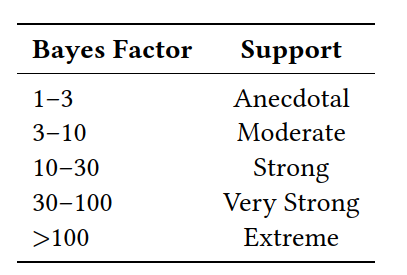 Bayes Factor Support
1–3 Anecdotal
3–10 Moderate
10–30 Strong
30–100 Very Strong
>100 Extreme